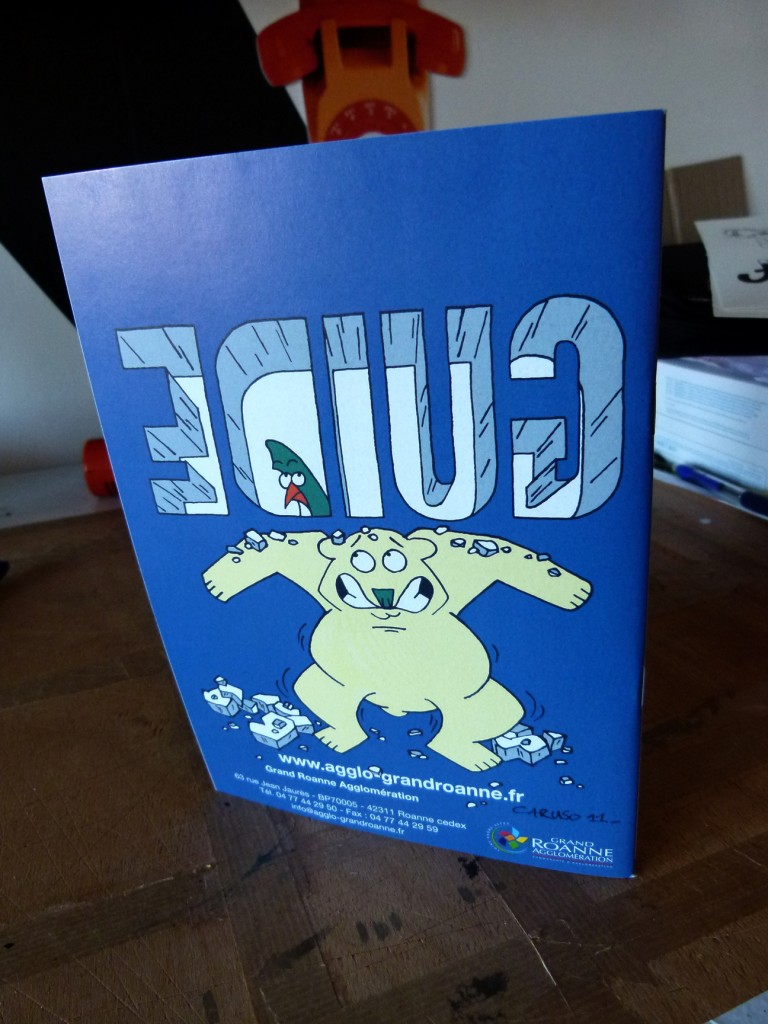 GUIDE
www.agglo-grandroanne.fr
Grand Roanne Agglomération
63 rue Jean Jaurès - BP70005 - 42311 Roanne cedex
Tél. 04 77 44 29 50 - Fax : 04 77 44 29 59
info@agglo-grandroanne.fr
CARUSO 11.-
GRAND
ROANNE
AGGLOMÉRATION